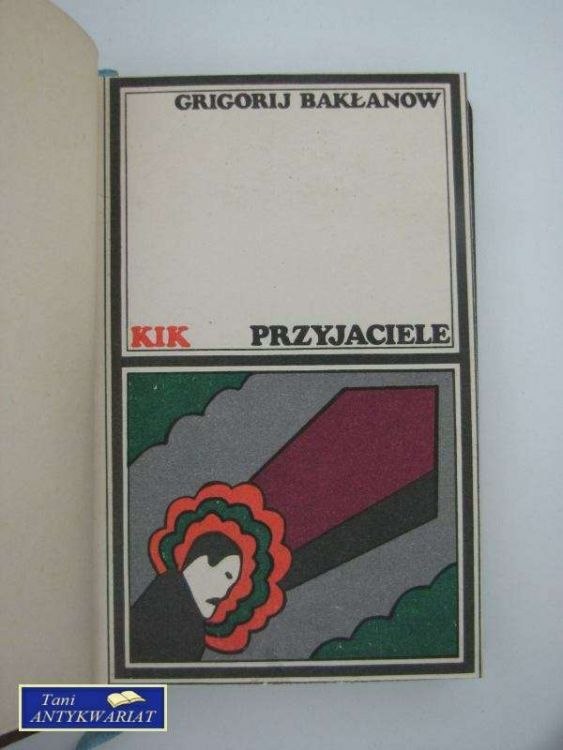 GRIGORIJ BAKŁANOW
KIK PRZYJACIELE
Tani
ANTYKWARIAT